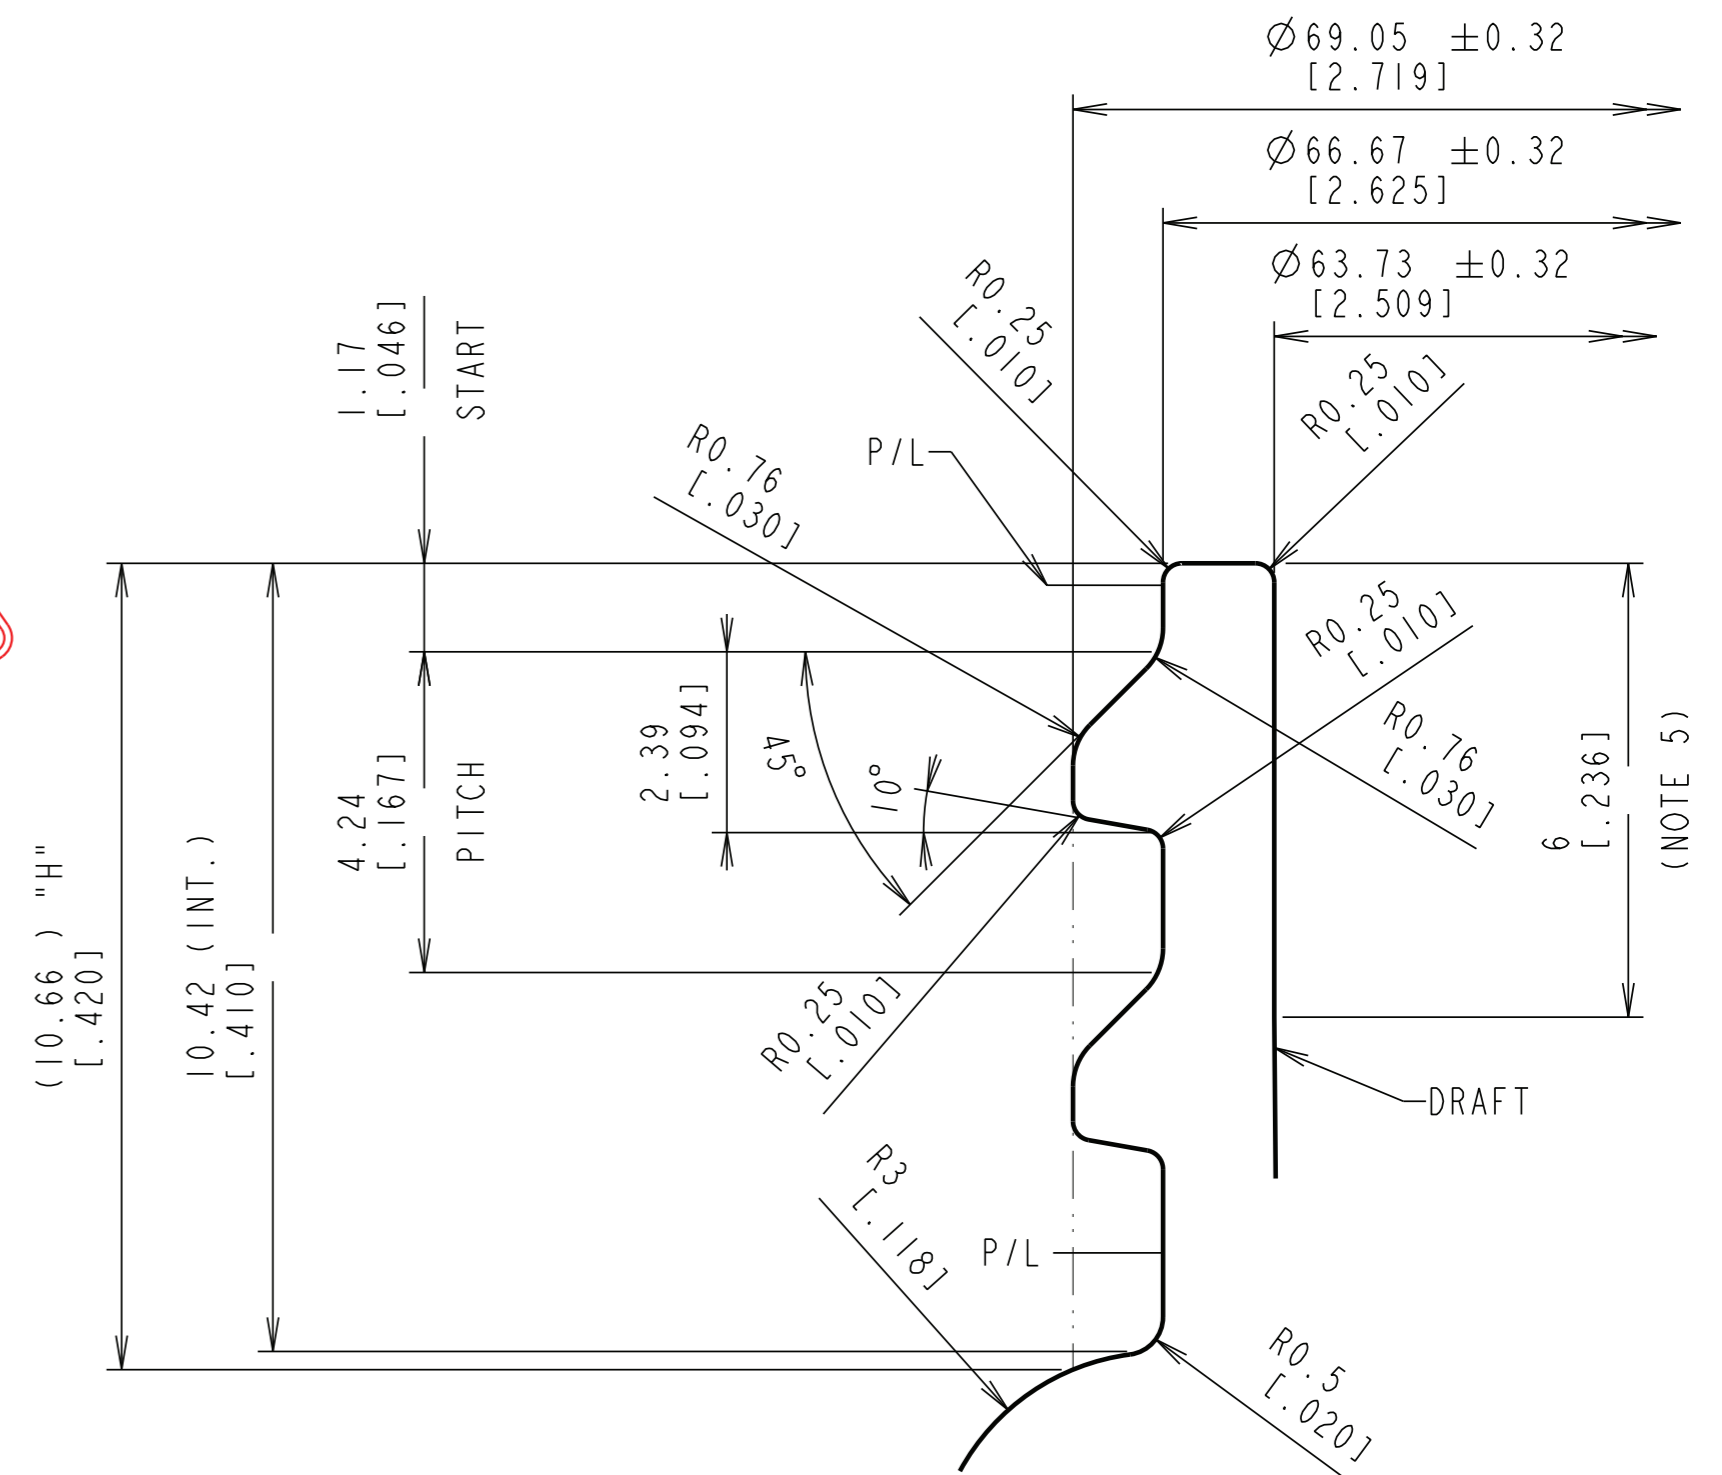 Ø69.05 ±0.32
[2.719]
Ø66.67 ±0.32
[2.625]
Ø63.73 ±0.32
[2.509]
R0.25
[.010]
R0.25
[.010]
1.17
[.046]
START
P/L
R0.76
[.030]
R0.25
[.010]
R0.76
[.030]
2.39
[.094]
45°
10°
4.24
[.167]
PITCH
6
[.236]
(NOTE 5)
(10.66 ) "H"
[.420]
10.42 (INT.)
[.410]
R0.25
[.010]
DRAFT
R3
[.118]
P/L
R0.5
[.020]